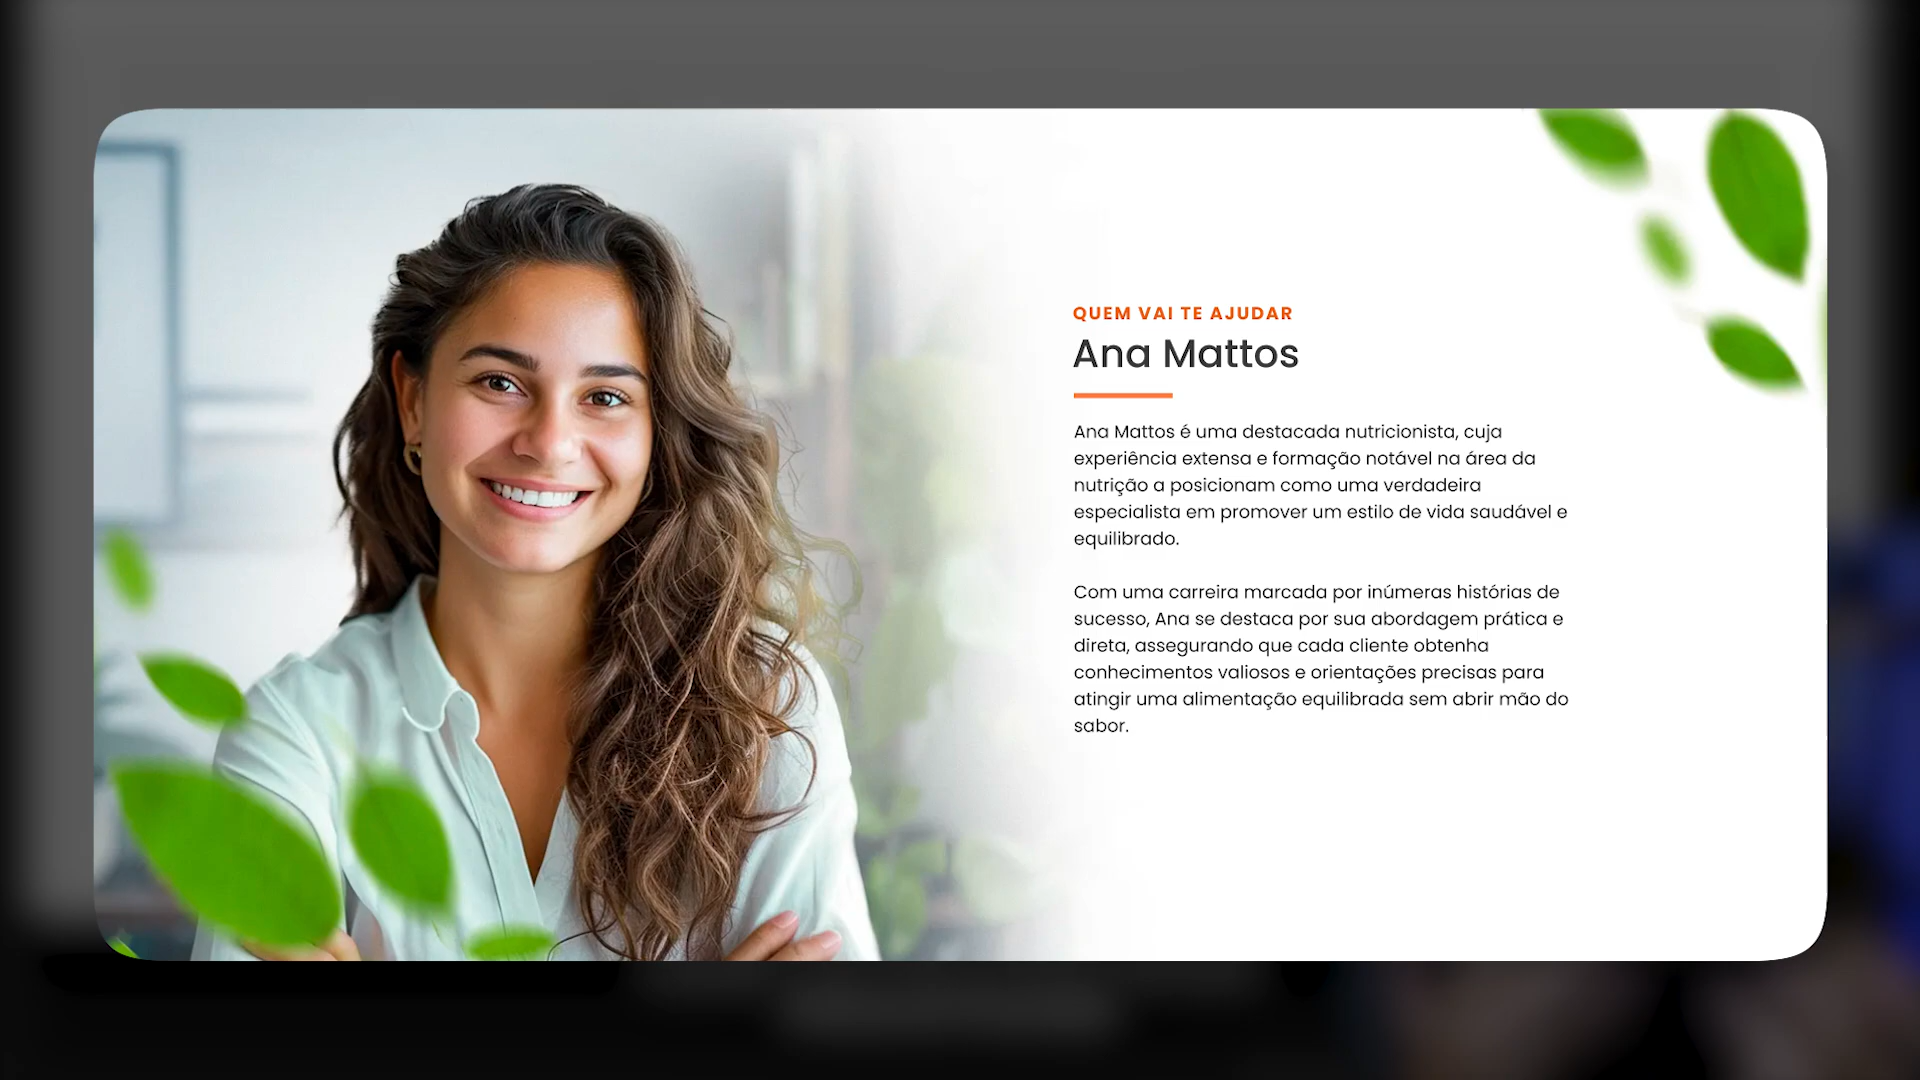 QUEM VAI TE AJUDAR
Ana Mattos
Ana Mattos é uma destacada nutricionista, cuja
experiência extensa e formação notável na área da
nutrição a posicionam como uma verdadeira
especialista em promover um estilo de vida saudável e
equilibrado.
Com uma carreira marcada por inúmeras histórias de
sucesso, Ana se destaca por sua abordagem prática e
direta, assegurando que cada cliente obtenha
conhecimentos valiosos e orientações precisas para
atingir uma alimentação equilibrada sem abrir mão do
sabor.